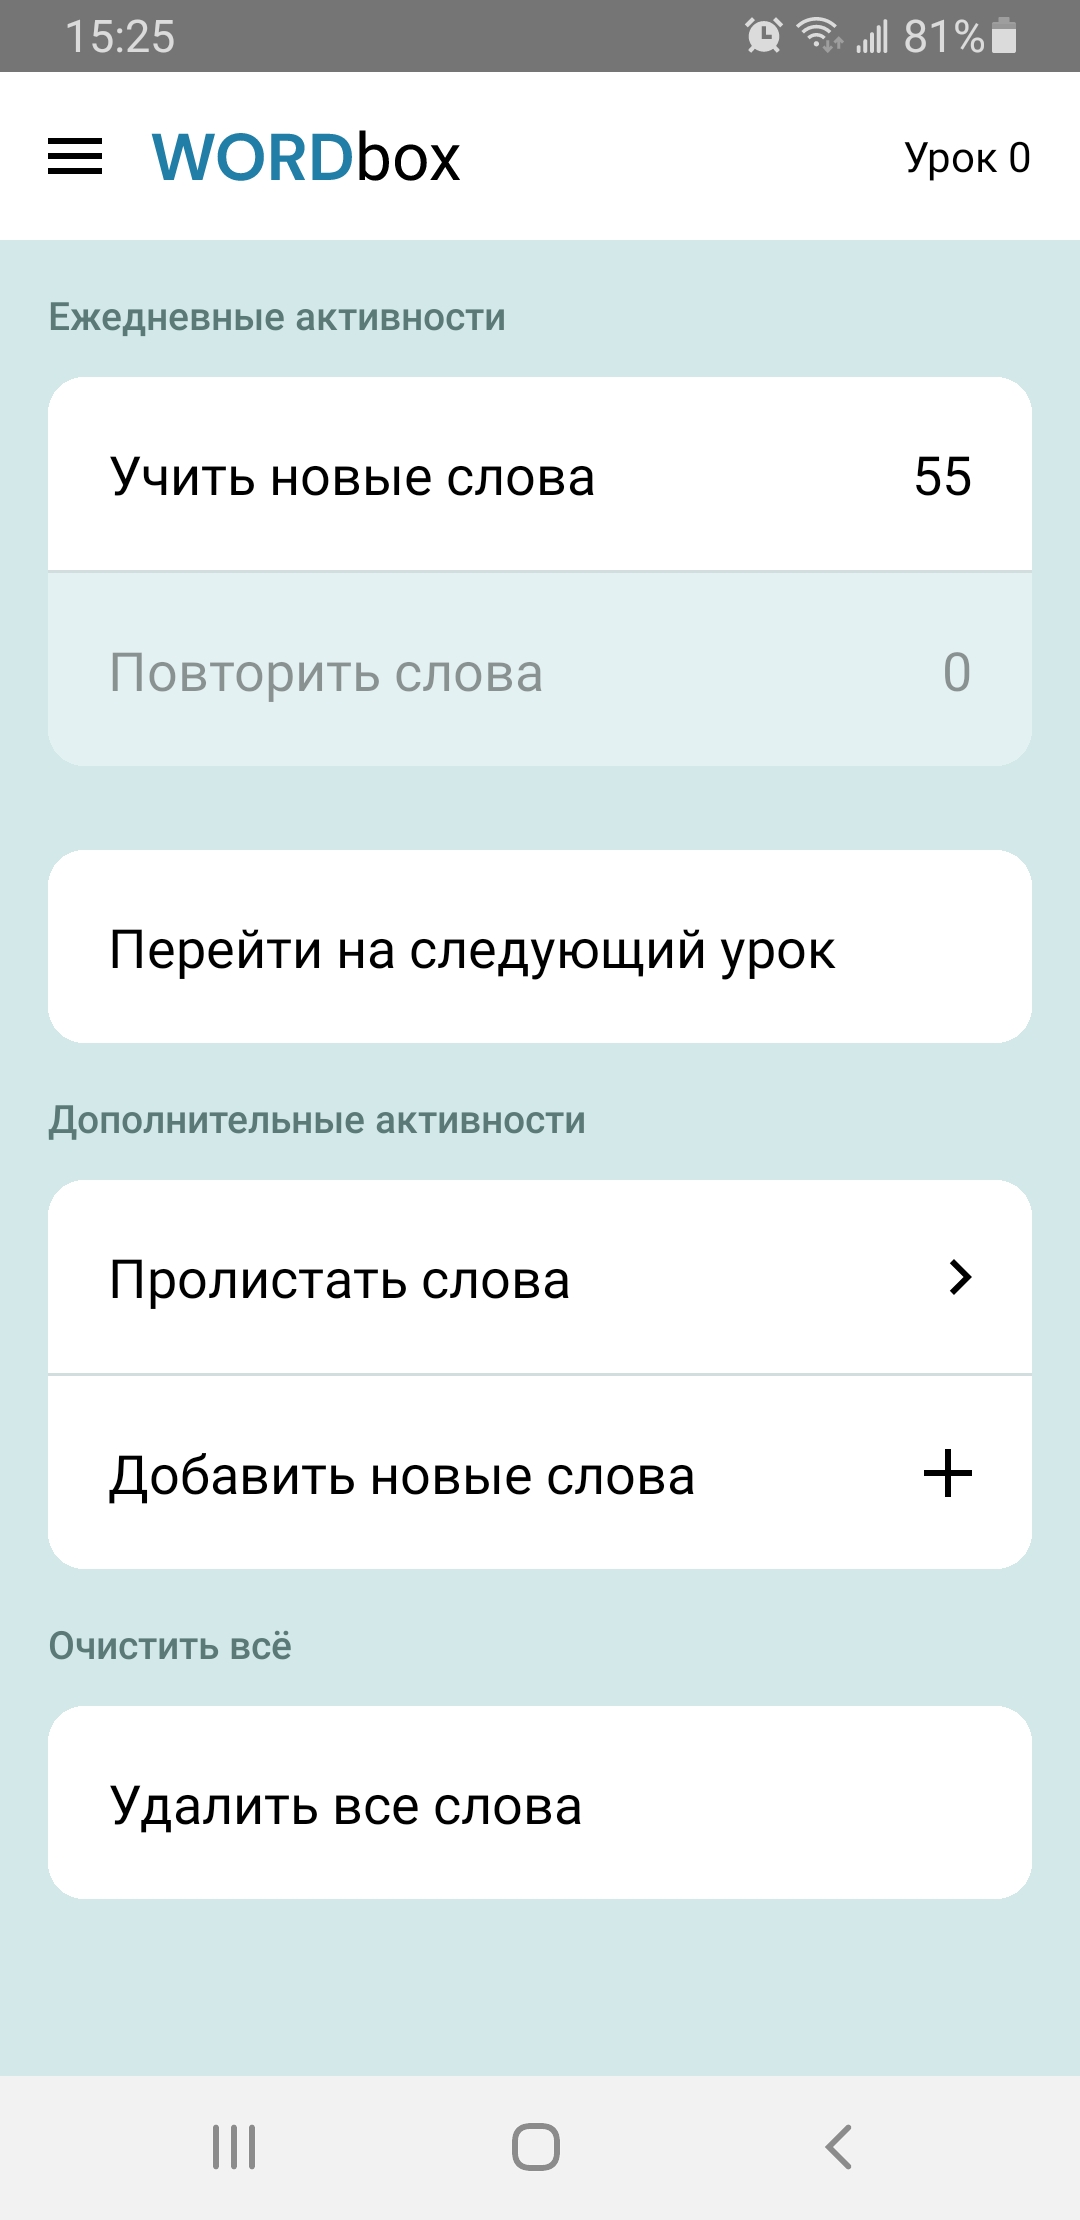 15:25 81%
WORDbox Урок 0
Ежедневные активности
Учить новые слова 55
Повторить слова 0
Перейти на следующий урок
Дополнительные активности
Пролистать слова
Добавить новые слова
Очистить всё
Удалить все слова